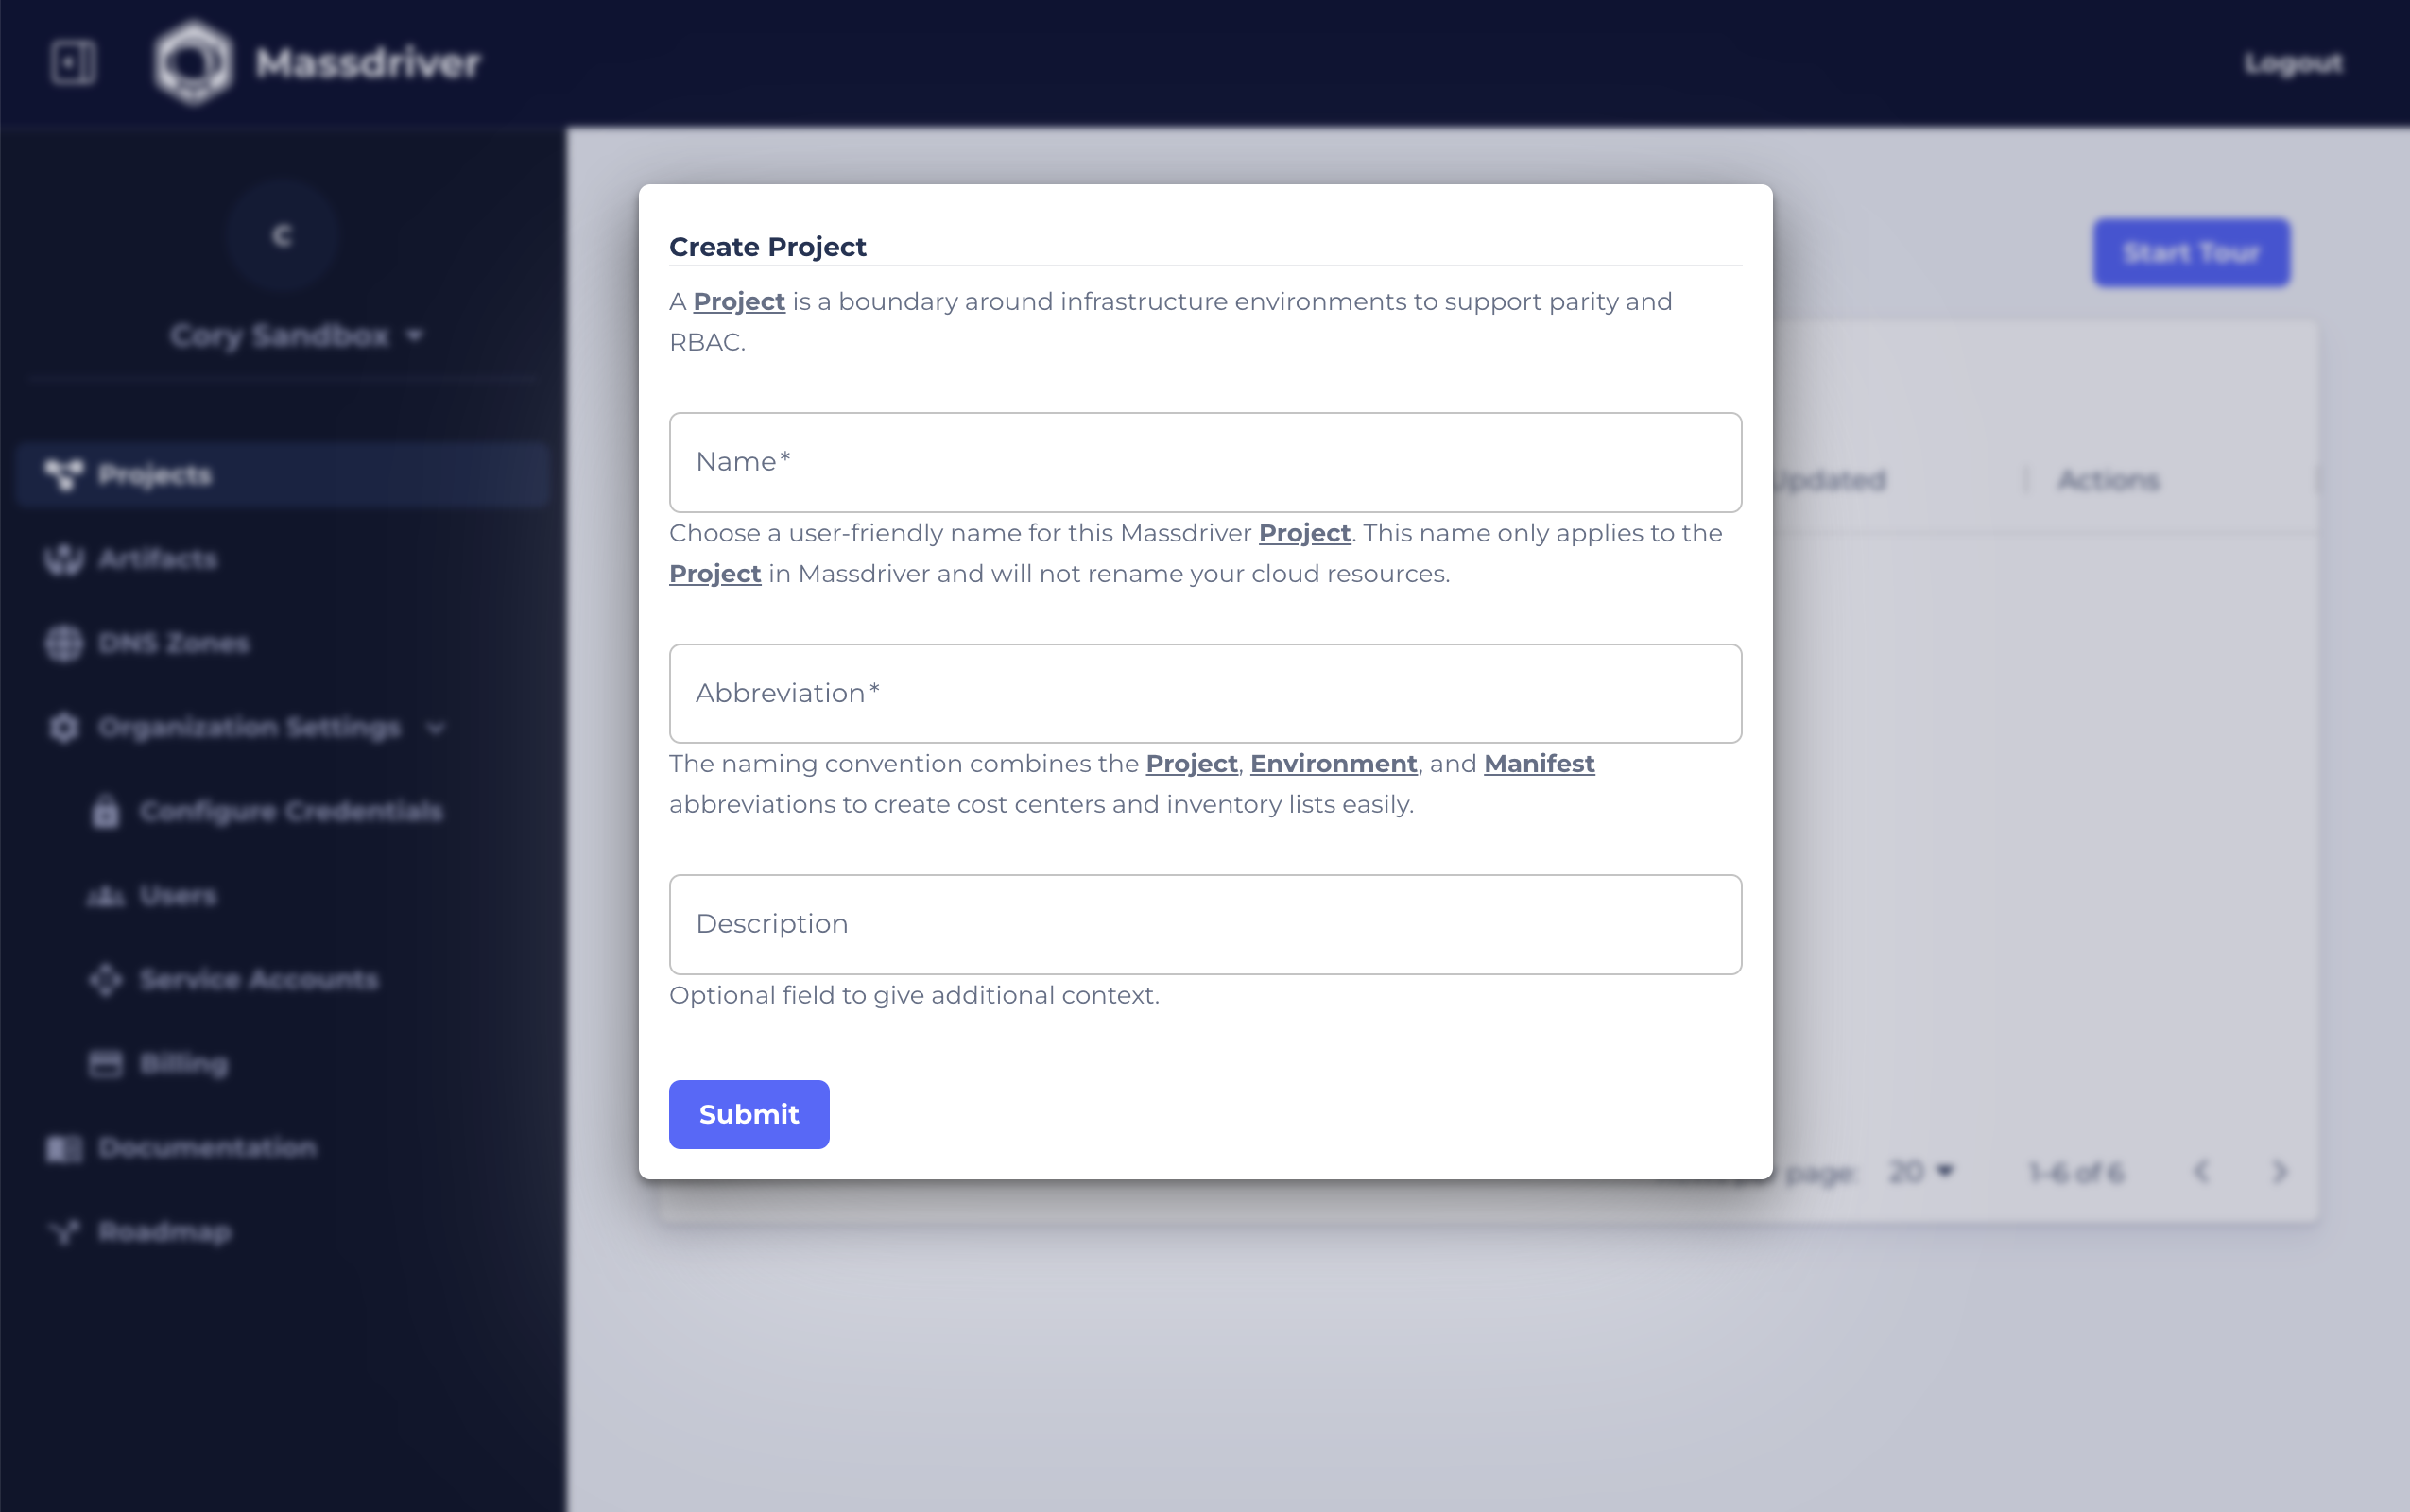 Massdriver
Logout
C
Cory Sandbox
Start Tour
Projects
Artifacts
DNS Zones
Organization Settings
Configure Credentials
Users
Service Accounts
Billing
Documentation
Roadmap
Create Project
A Project is a boundary around infrastructure environments to support parity and
RBAC.
Name*
Choose a user-friendly name for this Massdriver Project. This name only applies to the
Project in Massdriver and will not rename your cloud resources.
Abbreviation*
The naming convention combines the Project, Environment, and Manifest
abbreviations to create cost centers and inventory lists easily.
Description
Optional field to give additional context.
Submit
Updated
Actions
page: 20
1-6 of 6